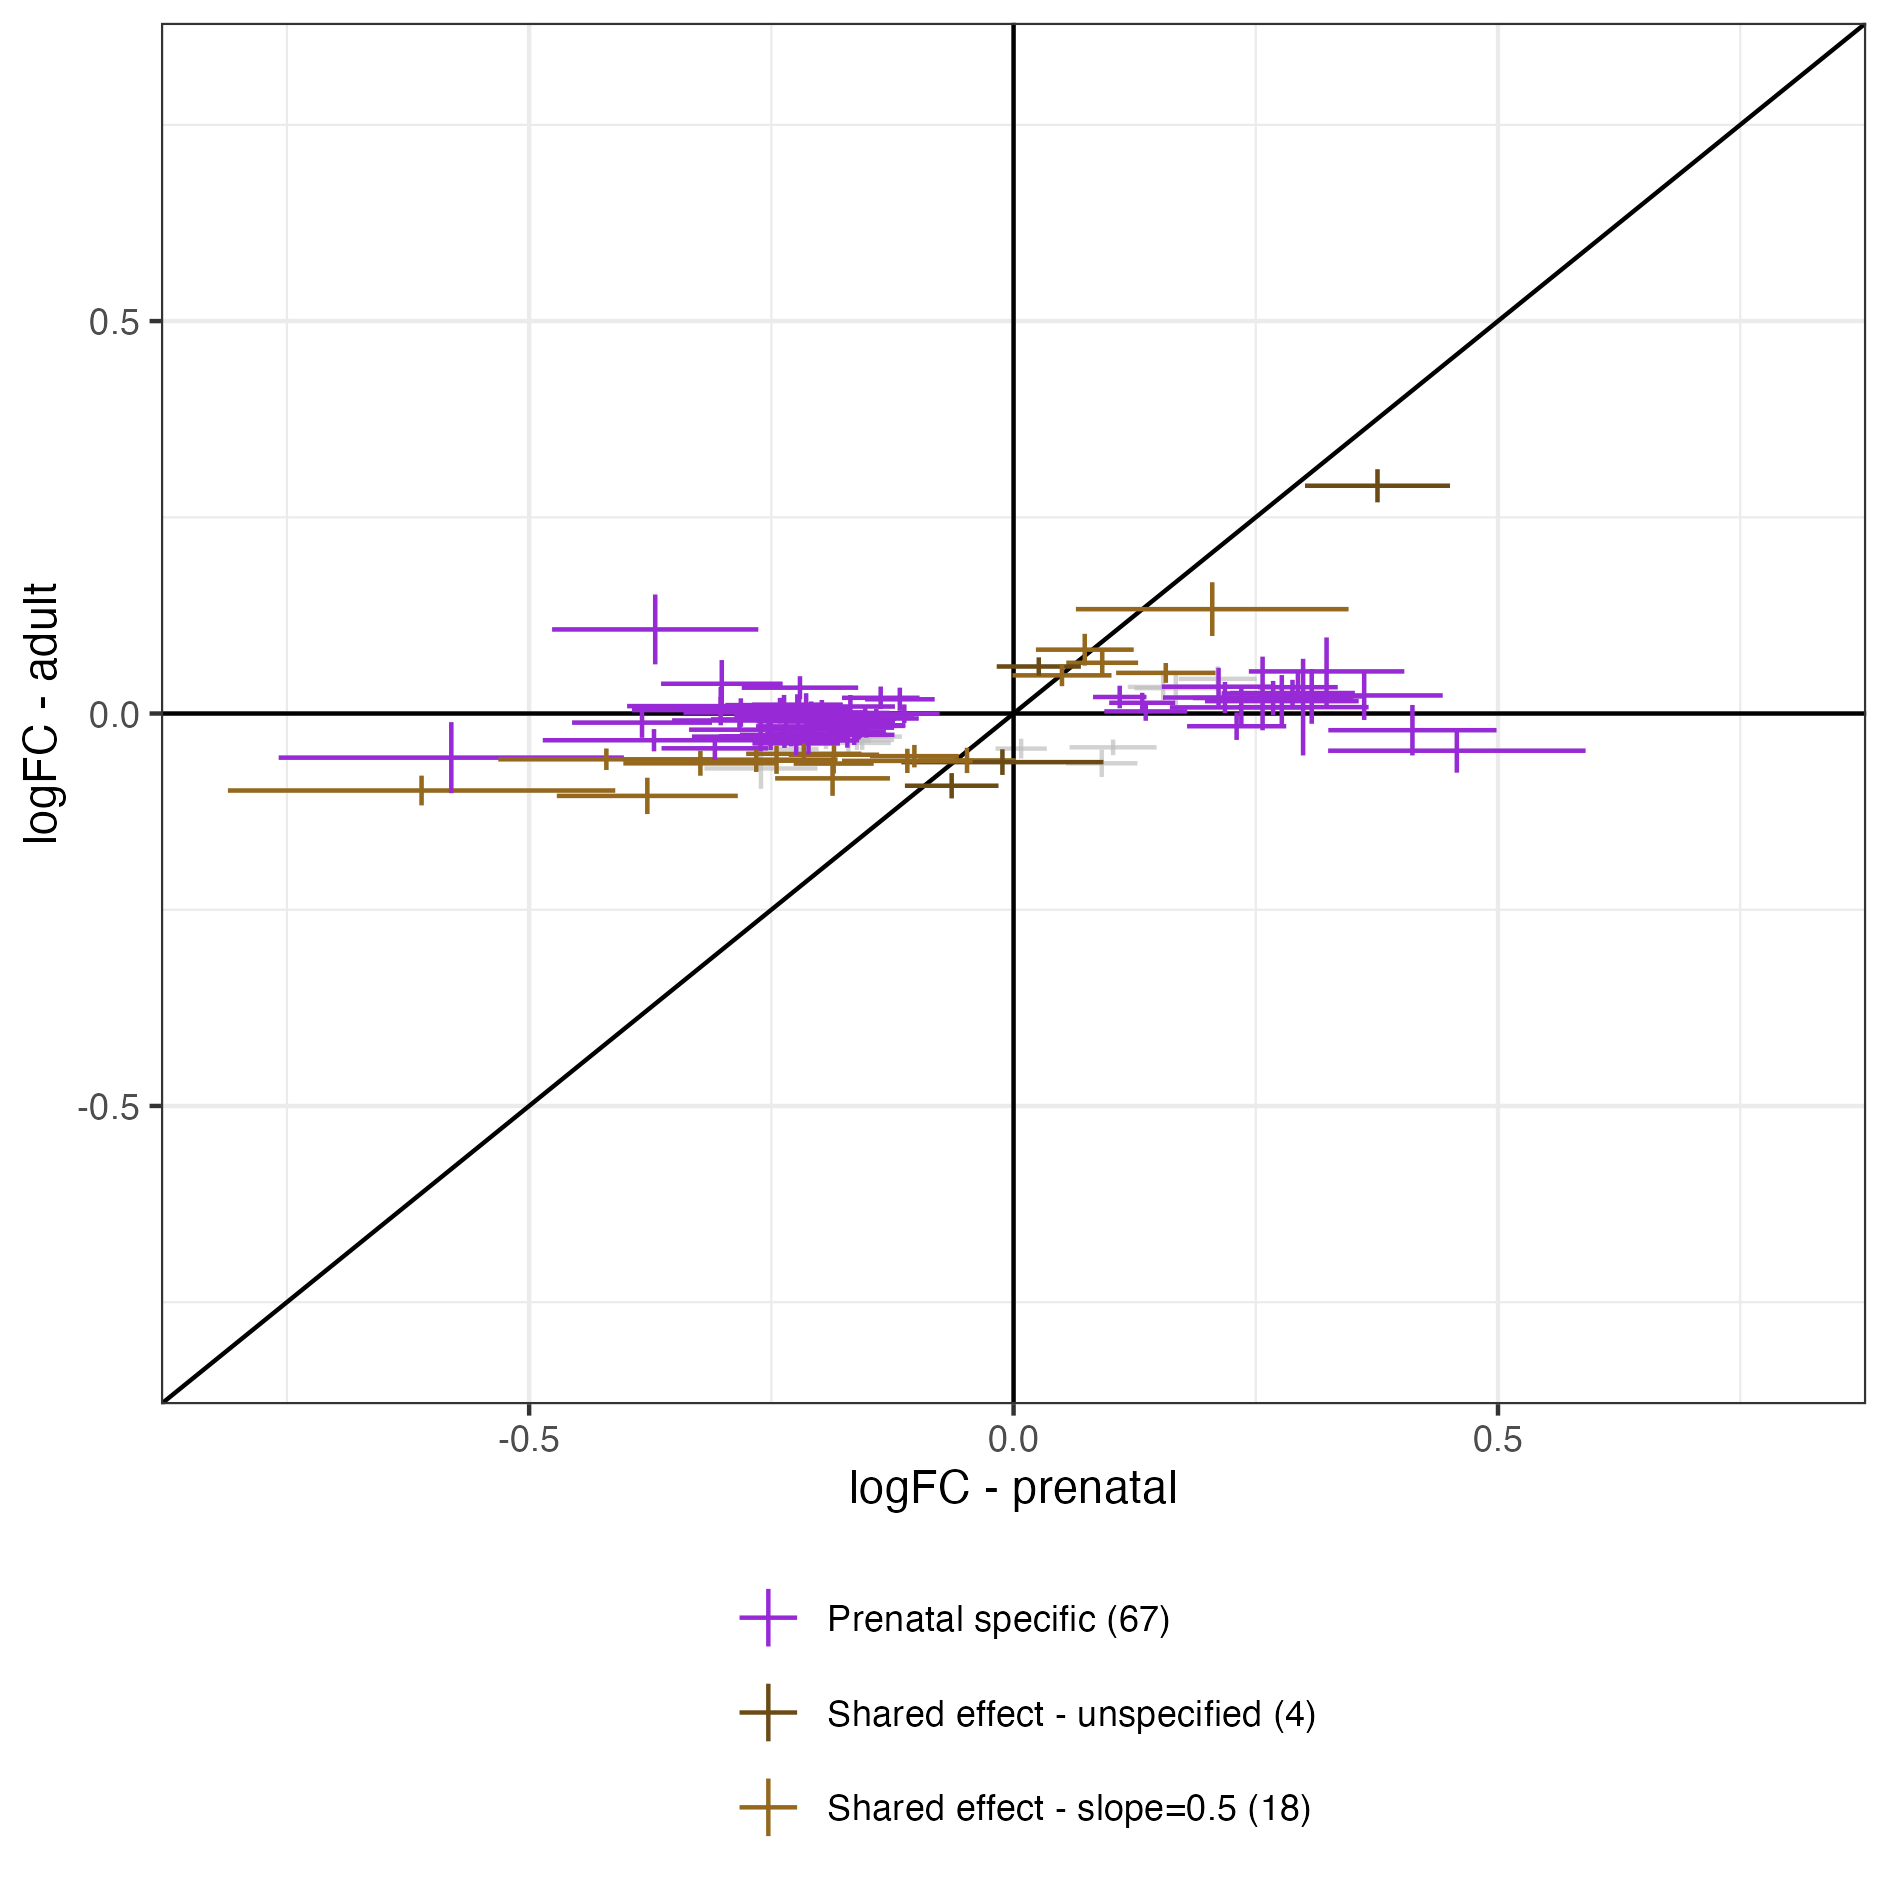 logFC - adult
0.5
0.0
-0.5
-0.5
0.0
0.5
logFC - prenatal
Prenatal specific (67)
Shared effect - unspecified (4)
Shared effect - slope=0.5 (18)